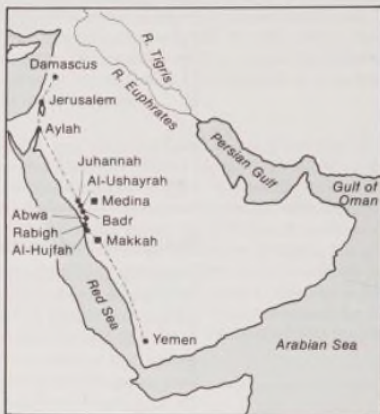 R. Tigris
Damascus
R. Euphrates
Jerusalem
Aylah
Persian Gulf
Juhannah
Al-Ushayrah
Gulf of
Oman
Medina
Abwa
Badr
Rabigh
Makkah
Al-Hujfah
Red Sea
Yemen
Arabian Sea